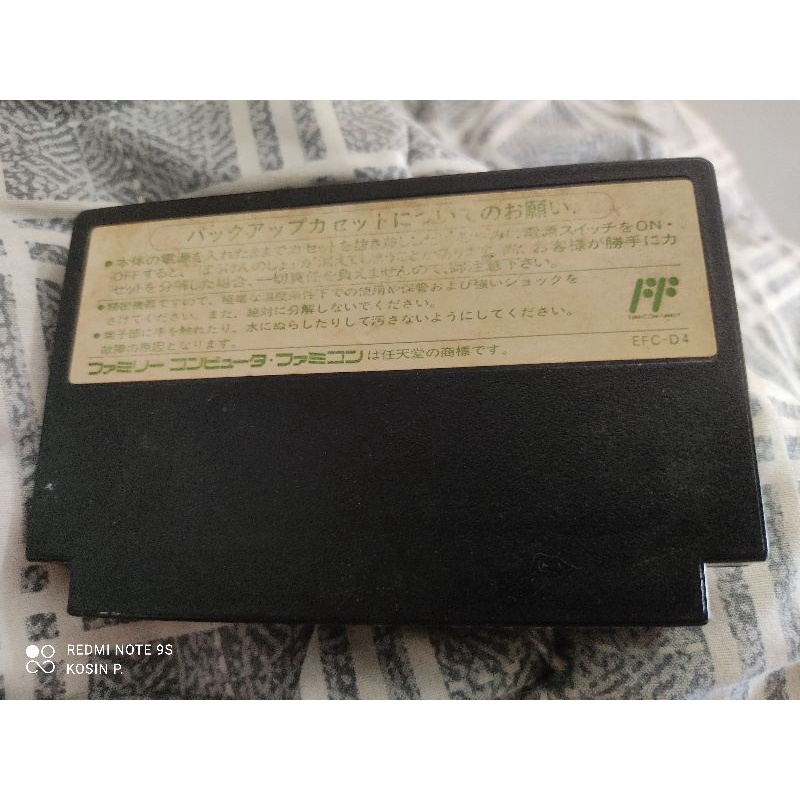 バックアップカセットについてのお願い.
●本体の電源を入れたままでカセットを抜き差し 電源スイッチをON・
OFFすると、 お客様が勝手にカ
セットを分解した場合、一切責任を負えませんので、御注意下さい。
●精密機器ですので、極端な温度条件下での使用や保管および強いショックを
さけてください。また、絶対に分解しないでください。
●端子部に手を触れたり、水にぬらしたりして汚さないようにしてください。
故障の原因となります。
ファミリー コンピュータ・ファミコンは任天堂の商標です。
EFC-D4
REDMI NOTE 9S
KOSIN P.